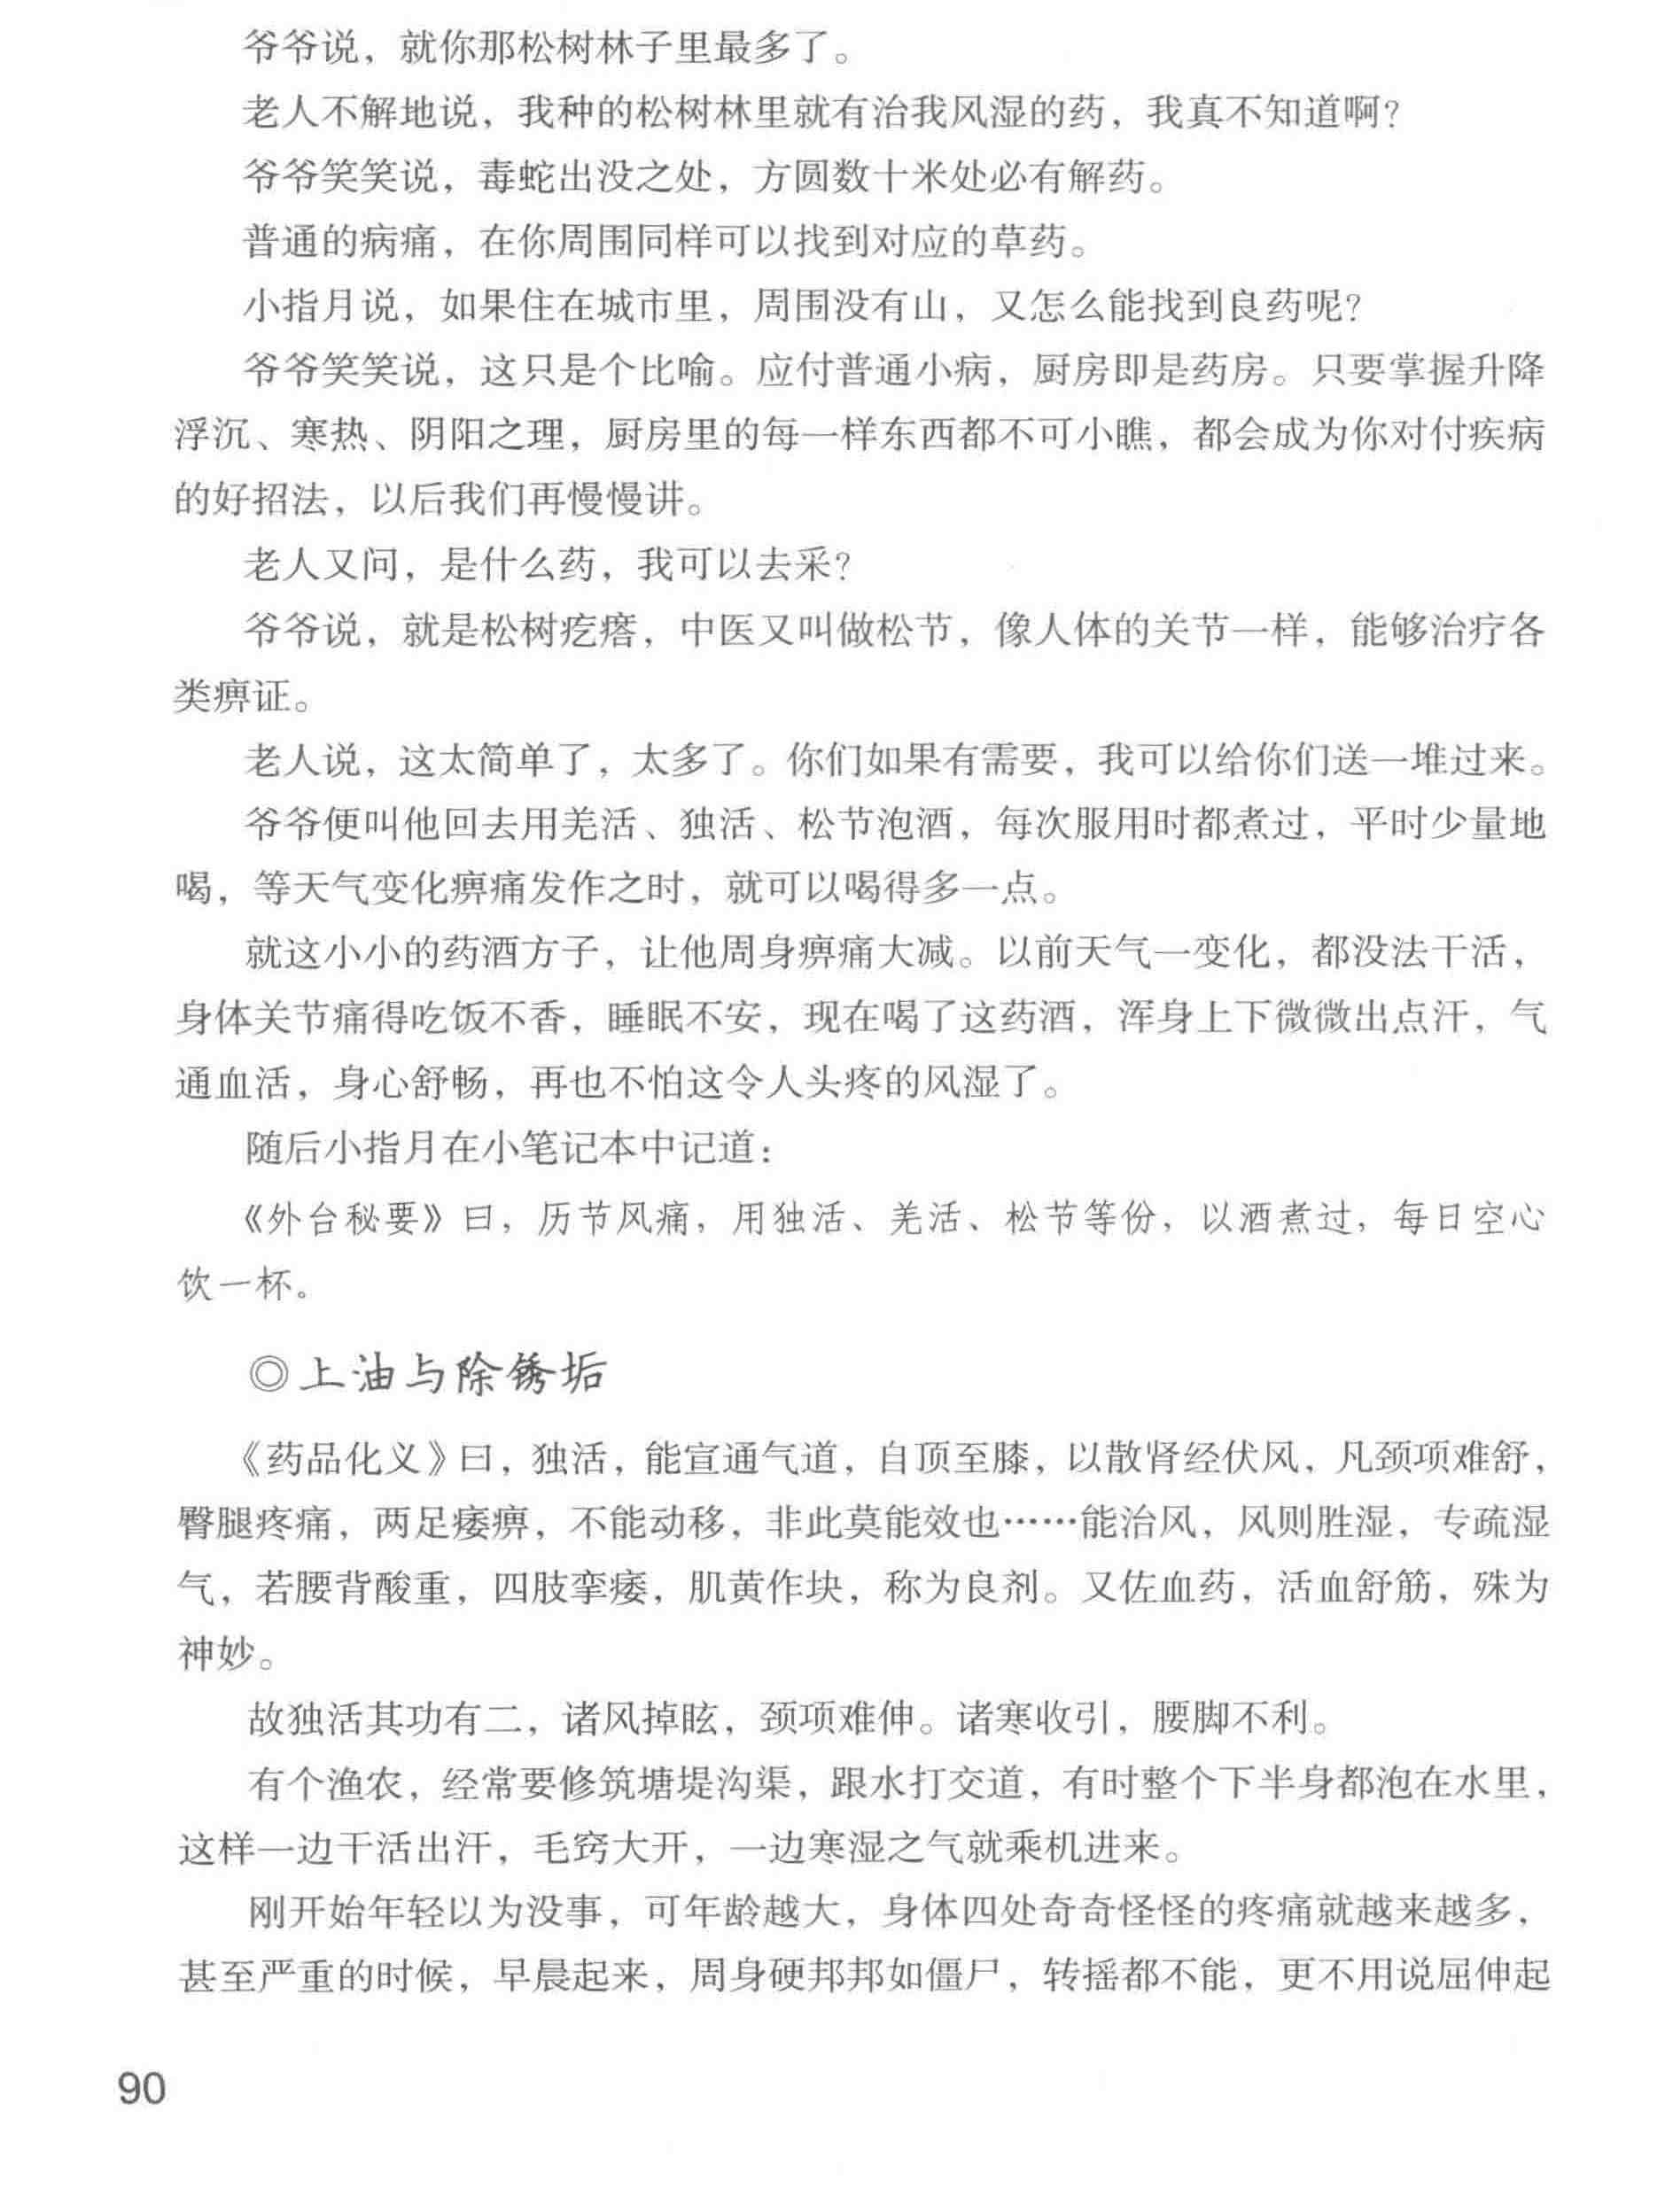 爷爷说，就你那松树林子里最多了。
老人不解地说，我种的松树林里就有治我风湿的药，我真不知道啊？
爷爷笑笑说，毒蛇出没之处，方圆数十米处必有解药。
普通的病痛，在你周围同样可以找到对应的草药。
小指月说，如果住在城市里，周围没有山，又怎么能找到良药呢？
爷爷笑笑说，这只是个比喻。应付普通小病，厨房即是药房。只要掌握升降
浮沉、寒热、阴阳之理，厨房里的每一样东西都不可小瞧，都会成为你对付疾病
的好招法，以后我们再慢慢讲。
老人又问，是什么药，我可以去采？
爷爷说，就是松树疙瘩，中医又叫做松节，像人体的关节一样，能够治疗各
类痹证。
老人说，这太简单了，太多了。你们如果有需要，我可以给你们送一堆过来。
爷爷便叫他回去用羌活、独活、松节泡酒，每次服用时都煮过，平时少量地
喝，等天气变化痹痛发作之时，就可以喝得多一点。
就这小小的药酒方子，让他周身痹痛大减。以前天气一变化，都没法干活，
身体关节痛得吃饭不香，睡眠不安，现在喝了这药酒，浑身上下微微出点汗，气
通血活，身心舒畅，再也不怕这令人头疼的风湿了。
随后小指月在小笔记本中记道：
《外台秘要》曰，历节风痛，用独活、羌活、松节等份，以酒煮过，每日空心
饮一杯。
◎上油与除锈垢
《药品化义》曰，独活，能宣通气道，自顶至膝，以散肾经伏风，凡颈项难舒，
臀腿疼痛，两足痿痹，不能动移，非此莫能效也……能治风，风则胜湿，专疏湿
气，若腰背酸重，四肢挛痿，肌黄作块，称为良剂。又佐血药，活血舒筋，殊为
神妙。
故独活其功有二，诸风掉眩，颈项难伸。诸寒收引，腰脚不利。
有个渔农，经常要修筑塘堤沟渠，跟水打交道，有时整个下半身都泡在水里，
这样一边干活出汗，毛窍大开，一边寒湿之气就乘机进来。
刚开始年轻以为没事，可年龄越大，身体四处奇奇怪怪的疼痛就越来越多，
甚至严重的时候，早晨起来，周身硬邦邦如僵尸，转摇都不能，更不用说屈伸起
90